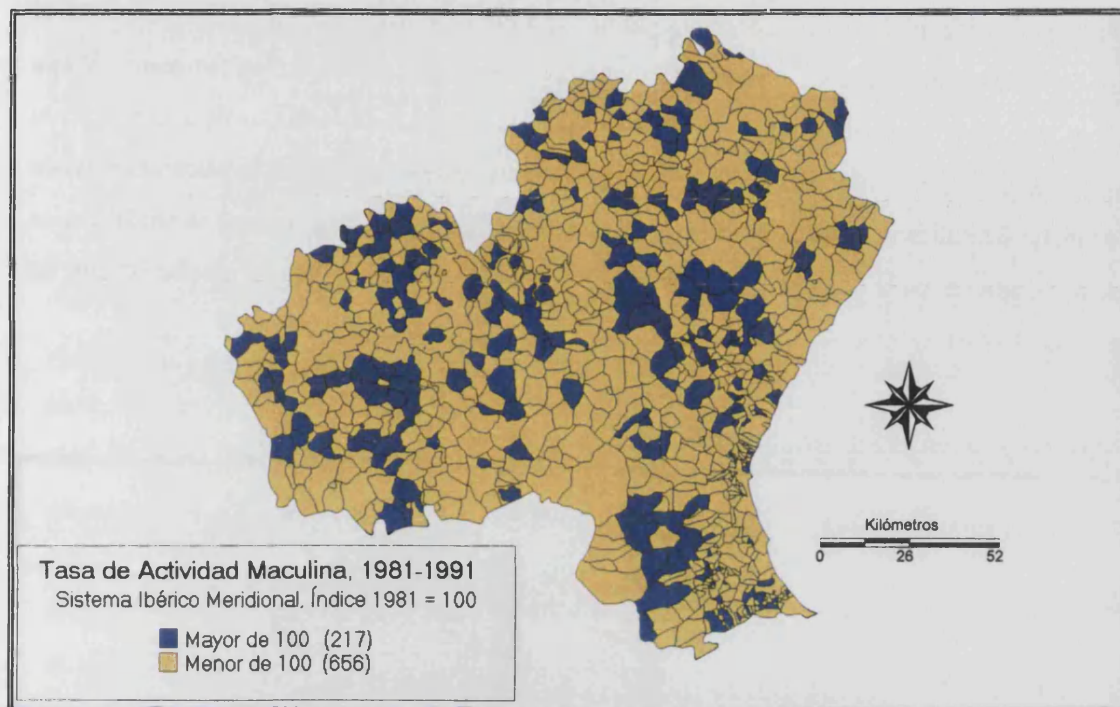 Kilómetros
0 26 52
Tasa de Actividad Maculina, 1981-1991
Sistema Ibérico Meridional. Índice 1981 = 100
Mayor de 100 (217)
Menor de 100 (656)